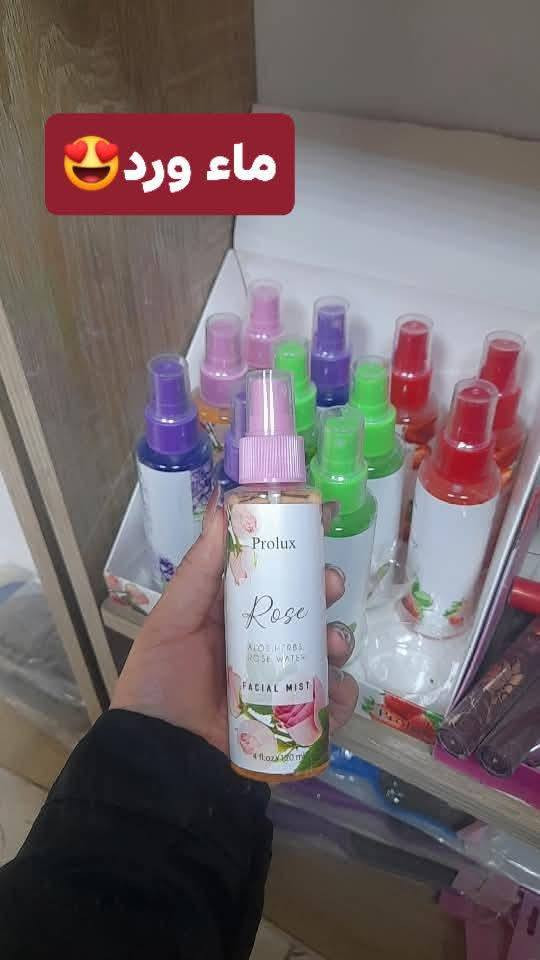 ماء ورد😍
Prolux
Rose
ALOE HERBS,
ROSE WATER
FACIAL MIST